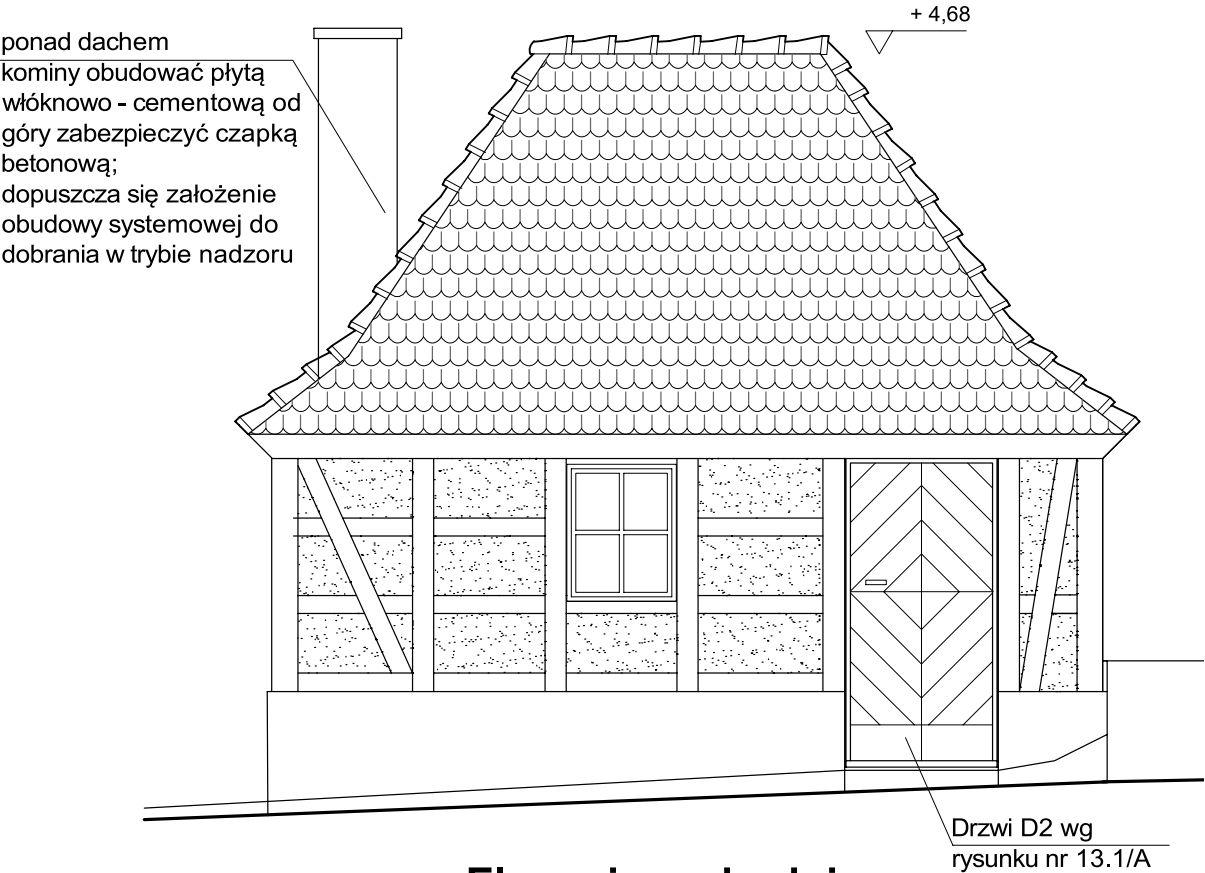 + 4,68
ponad dachem
kominy obudować płytą
włóknowo - cementową od
góry zabezpieczyć czapką
betonową;
dopuszcza się założenie
obudowy systemowej do
dobrania w trybie nadzoru
Drzwi D2 wg
rysunku nr 13.1/A